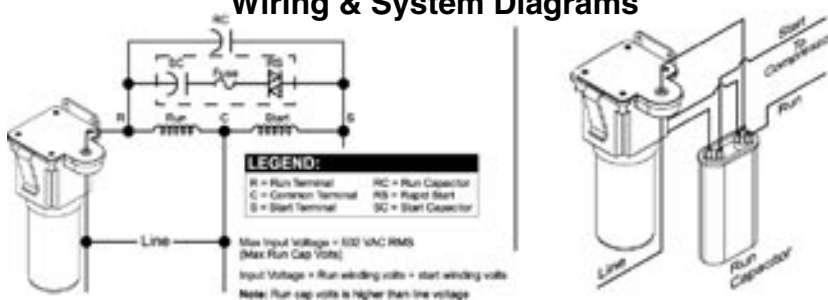 Wiring & System Diagrams
RC
SC
Fuse
RS
R
Run
C
Start
S
LEGEND:
R = Run Terminal
C = Common Terminal
S = Start Terminal
RC = Run Capacitor
RS = Rapid Start
SC = Start Capacitor
Line
Max Input Voltage = 502 VAC RMS
(Max Run Cap Volts)
Input Voltage = Run winding volts + start winding volts
Note: Run cap volts is higher than line voltage
Start
To
Compressor
Run
Line
Run
Capacitor